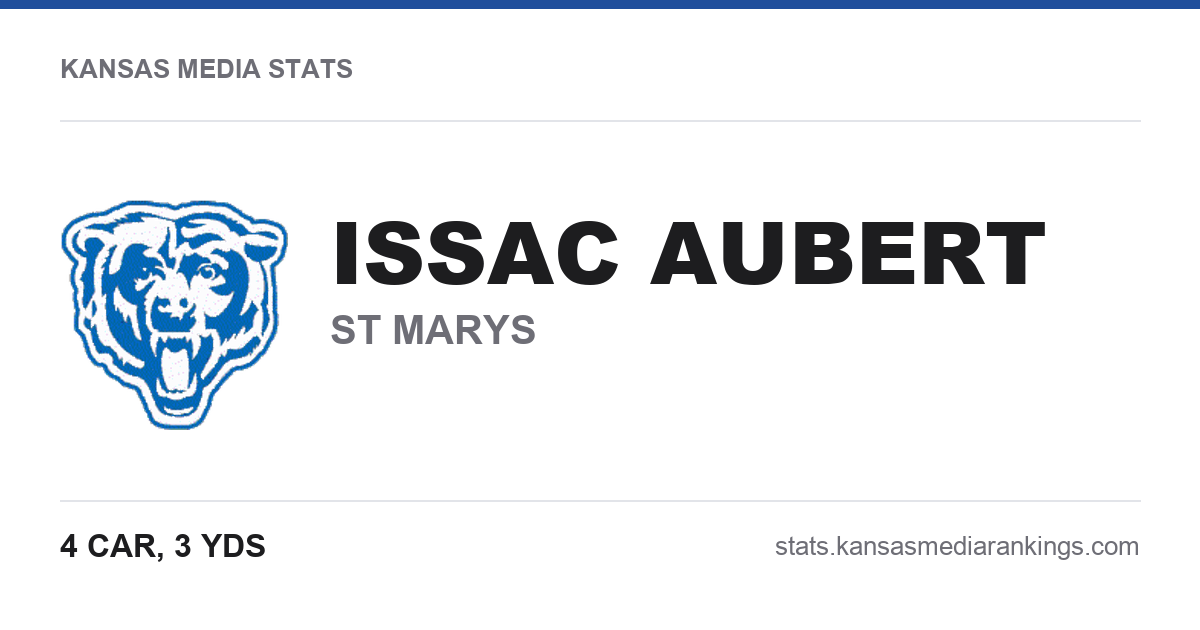 KANSAS MEDIA STATS
ISSAC AUBERT
ST MARYS
4 CAR, 3 YDS
stats.kansasmediarankings.com